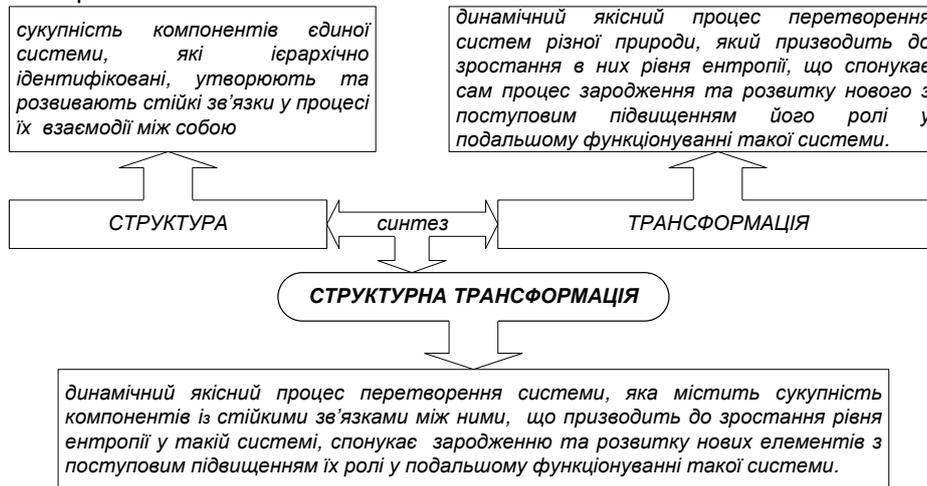 сукупність компонентів єдиної
системи, які ієрархічно
ідентифіковані, утворюють та
розвивають стійкі зв’язки у процесі
їх взаємодії між собою
динамічний якісний процес перетворення
систем різної природи, який призводить до
зростання в них рівня ентропії, що спонукає
сам процес зародження та розвитку нового з
поступовим підвищенням його ролі у
подальшому функціонуванні такої системи.
СТРУКТУРА
синтез
ТРАНСФОРМАЦІЯ
СТРУКТУРНА ТРАНСФОРМАЦІЯ
динамічний якісний процес перетворення системи, яка містить сукупність
компонентів із стійкими зв’язками між ними, що призводить до зростання рівня
ентропії у такій системі, спонукає зародженню та розвитку нових елементів з
поступовим підвищенням їх ролі у подальшому функціонуванні такої системи.